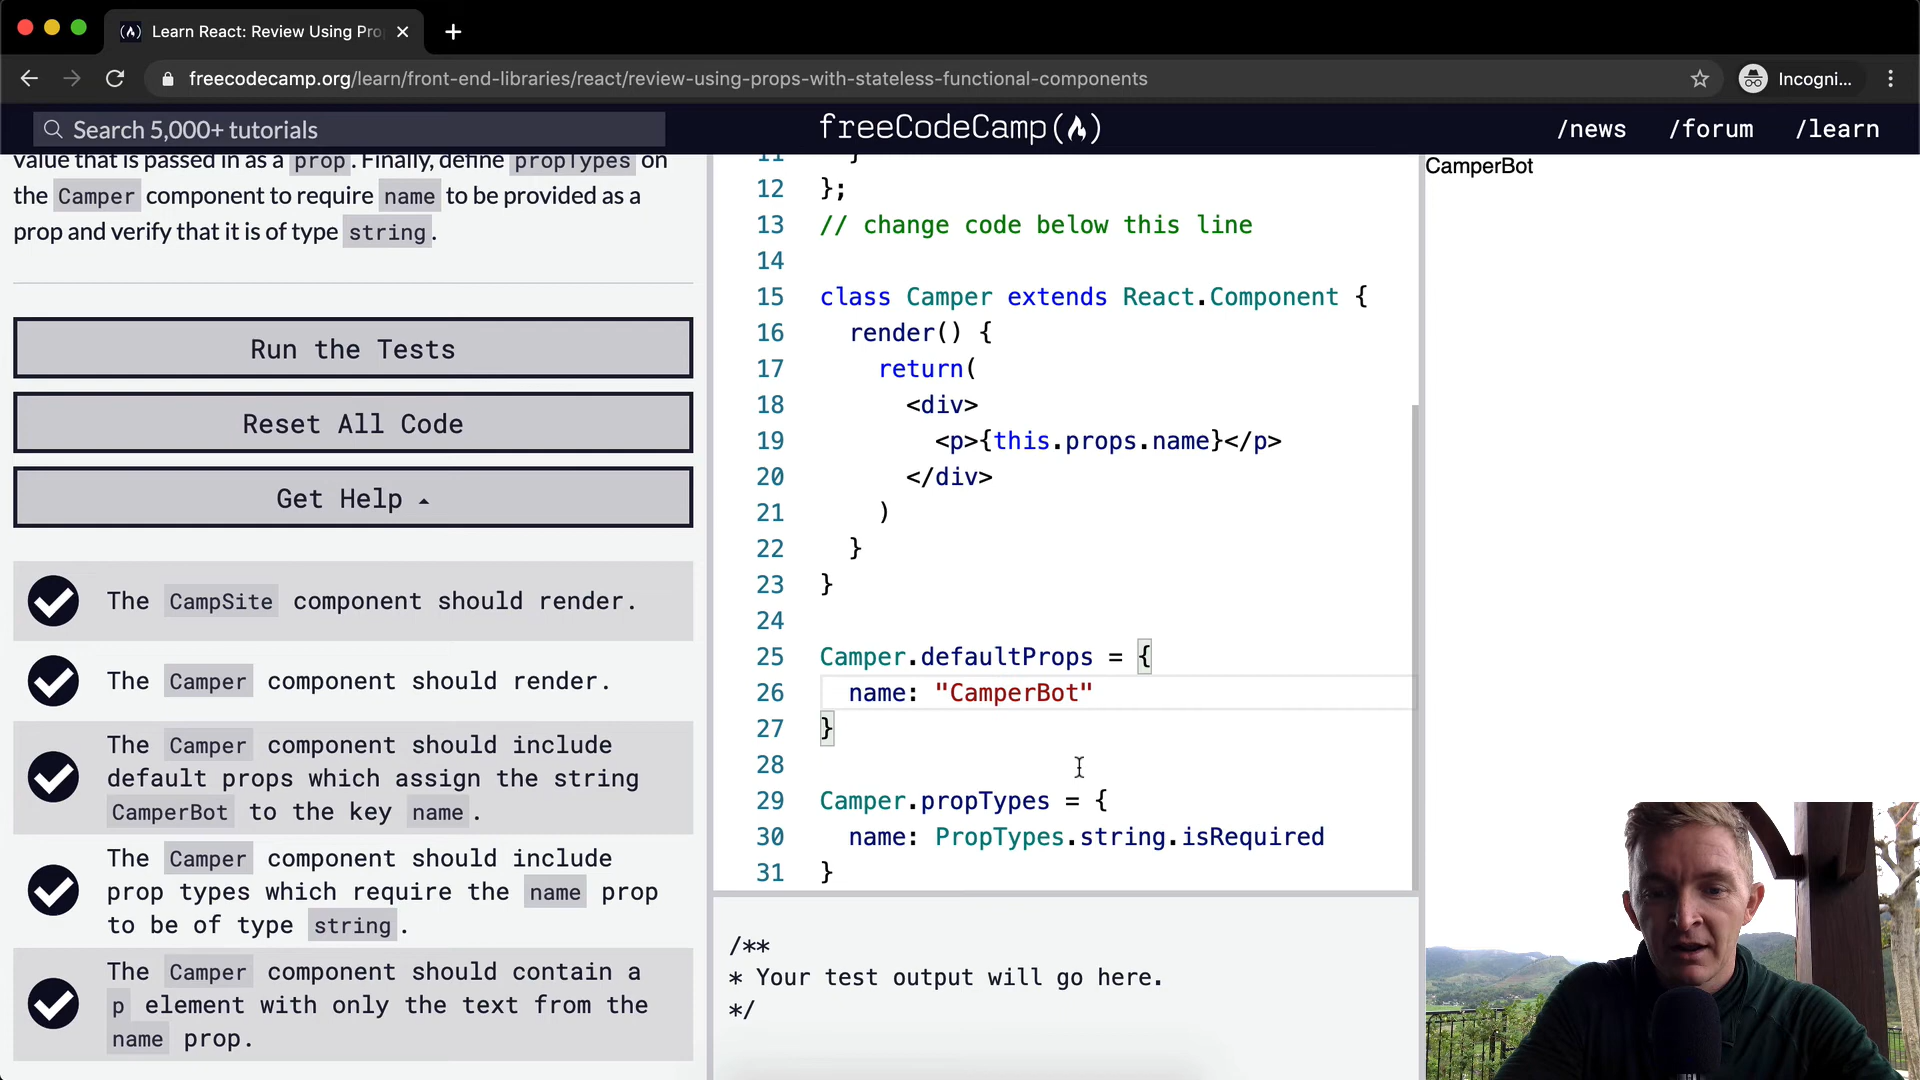 Learn React: Review Using Pro
freecodecamp.org/learn/front-end-libraries/react/review-using-props-with-stateless-functional-components
Incogni...
Search 5,000+ tutorials
freeCodeCamp
/news /forum /learn
value that is passed in as a prop. Finally, define propTypes on
the Camper component to require name to be provided as a
prop and verify that it is of type string.
Run the Tests
Reset All Code
Get Help
The CampSite component should render.
The Camper component should render.
The Camper component should include
default props which assign the string
CamperBot to the key name.
The Camper component should include
prop types which require the name prop
to be of type string.
The Camper component should contain a
p element with only the text from the
name prop.
11 }
12 };
13 // change code below this line
14
15 class Camper extends React.Component {
16 render() {
17 return(
18 <div>
19 <p>{this.props.name}</p>
20 </div>
21 )
22 }
23 }
24
25 Camper.defaultProps = {
26 name: "CamperBot"
27 }
28
29 Camper.propTypes = {
30 name: PropTypes.string.isRequired
31 }
/**
* Your test output will go here.
*/
CamperBot